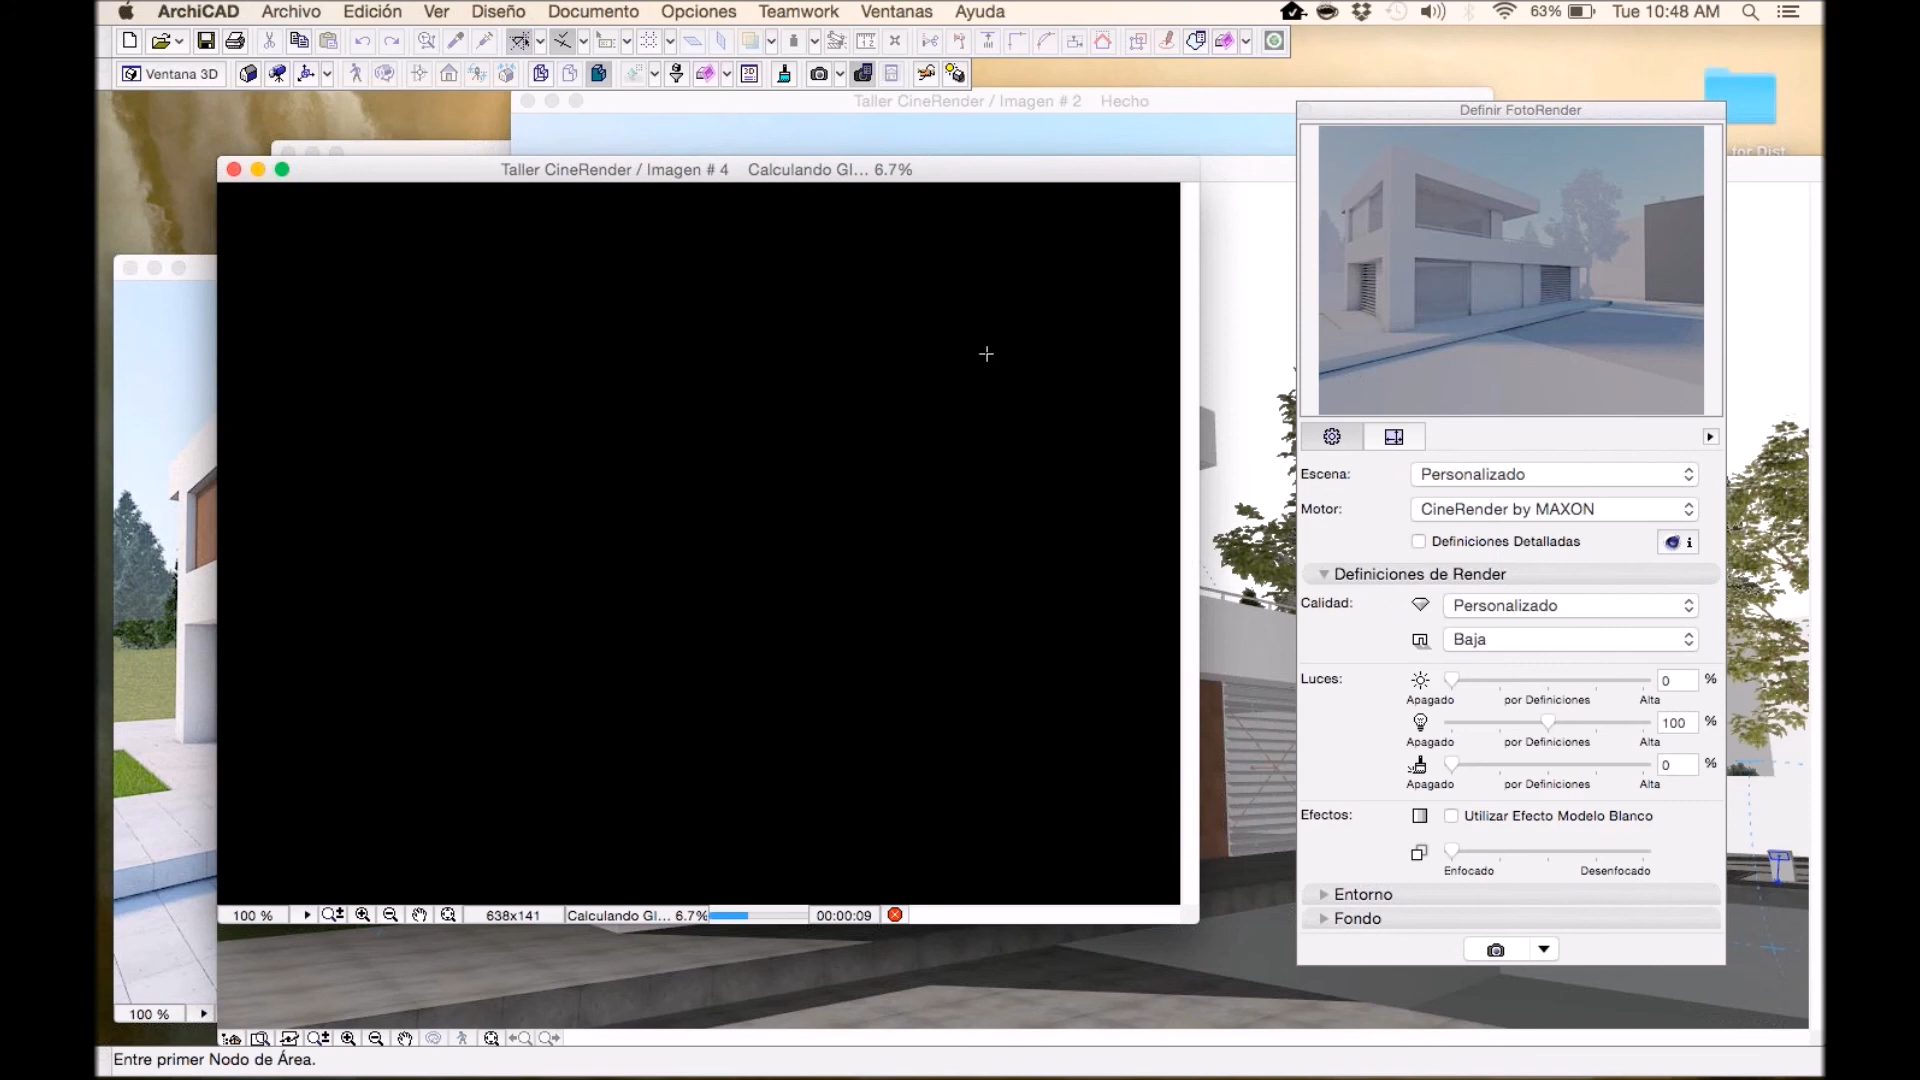 ArchiCAD Archivo Edición Ver Diseño Documento Opciones Teamwork Ventanas Ayuda 63% Tue 10:48 AM
Ventana 3D
Taller CineRender / Imagen # 2 Hecho
Definir FotoRender
for Dist
Taller CineRender / Imagen # 4 Calculando GI... 6.7%
Escena: Personalizado
Motor: CineRender by MAXON
Definiciones Detalladas
Definiciones de Render
Calidad: Personalizado
Baja
Luces: 0 %
Apagado por Definiciones Alta
100 %
Apagado por Definiciones Alta
0 %
Apagado por Definiciones Alta
Efectos: Utilizar Efecto Modelo Blanco
Enfocado Desenfocado
Entorno
Fondo
100 % 638x141 Calculando GI... 6.7% 00:00:09
100 %
Entre primer Nodo de Área.